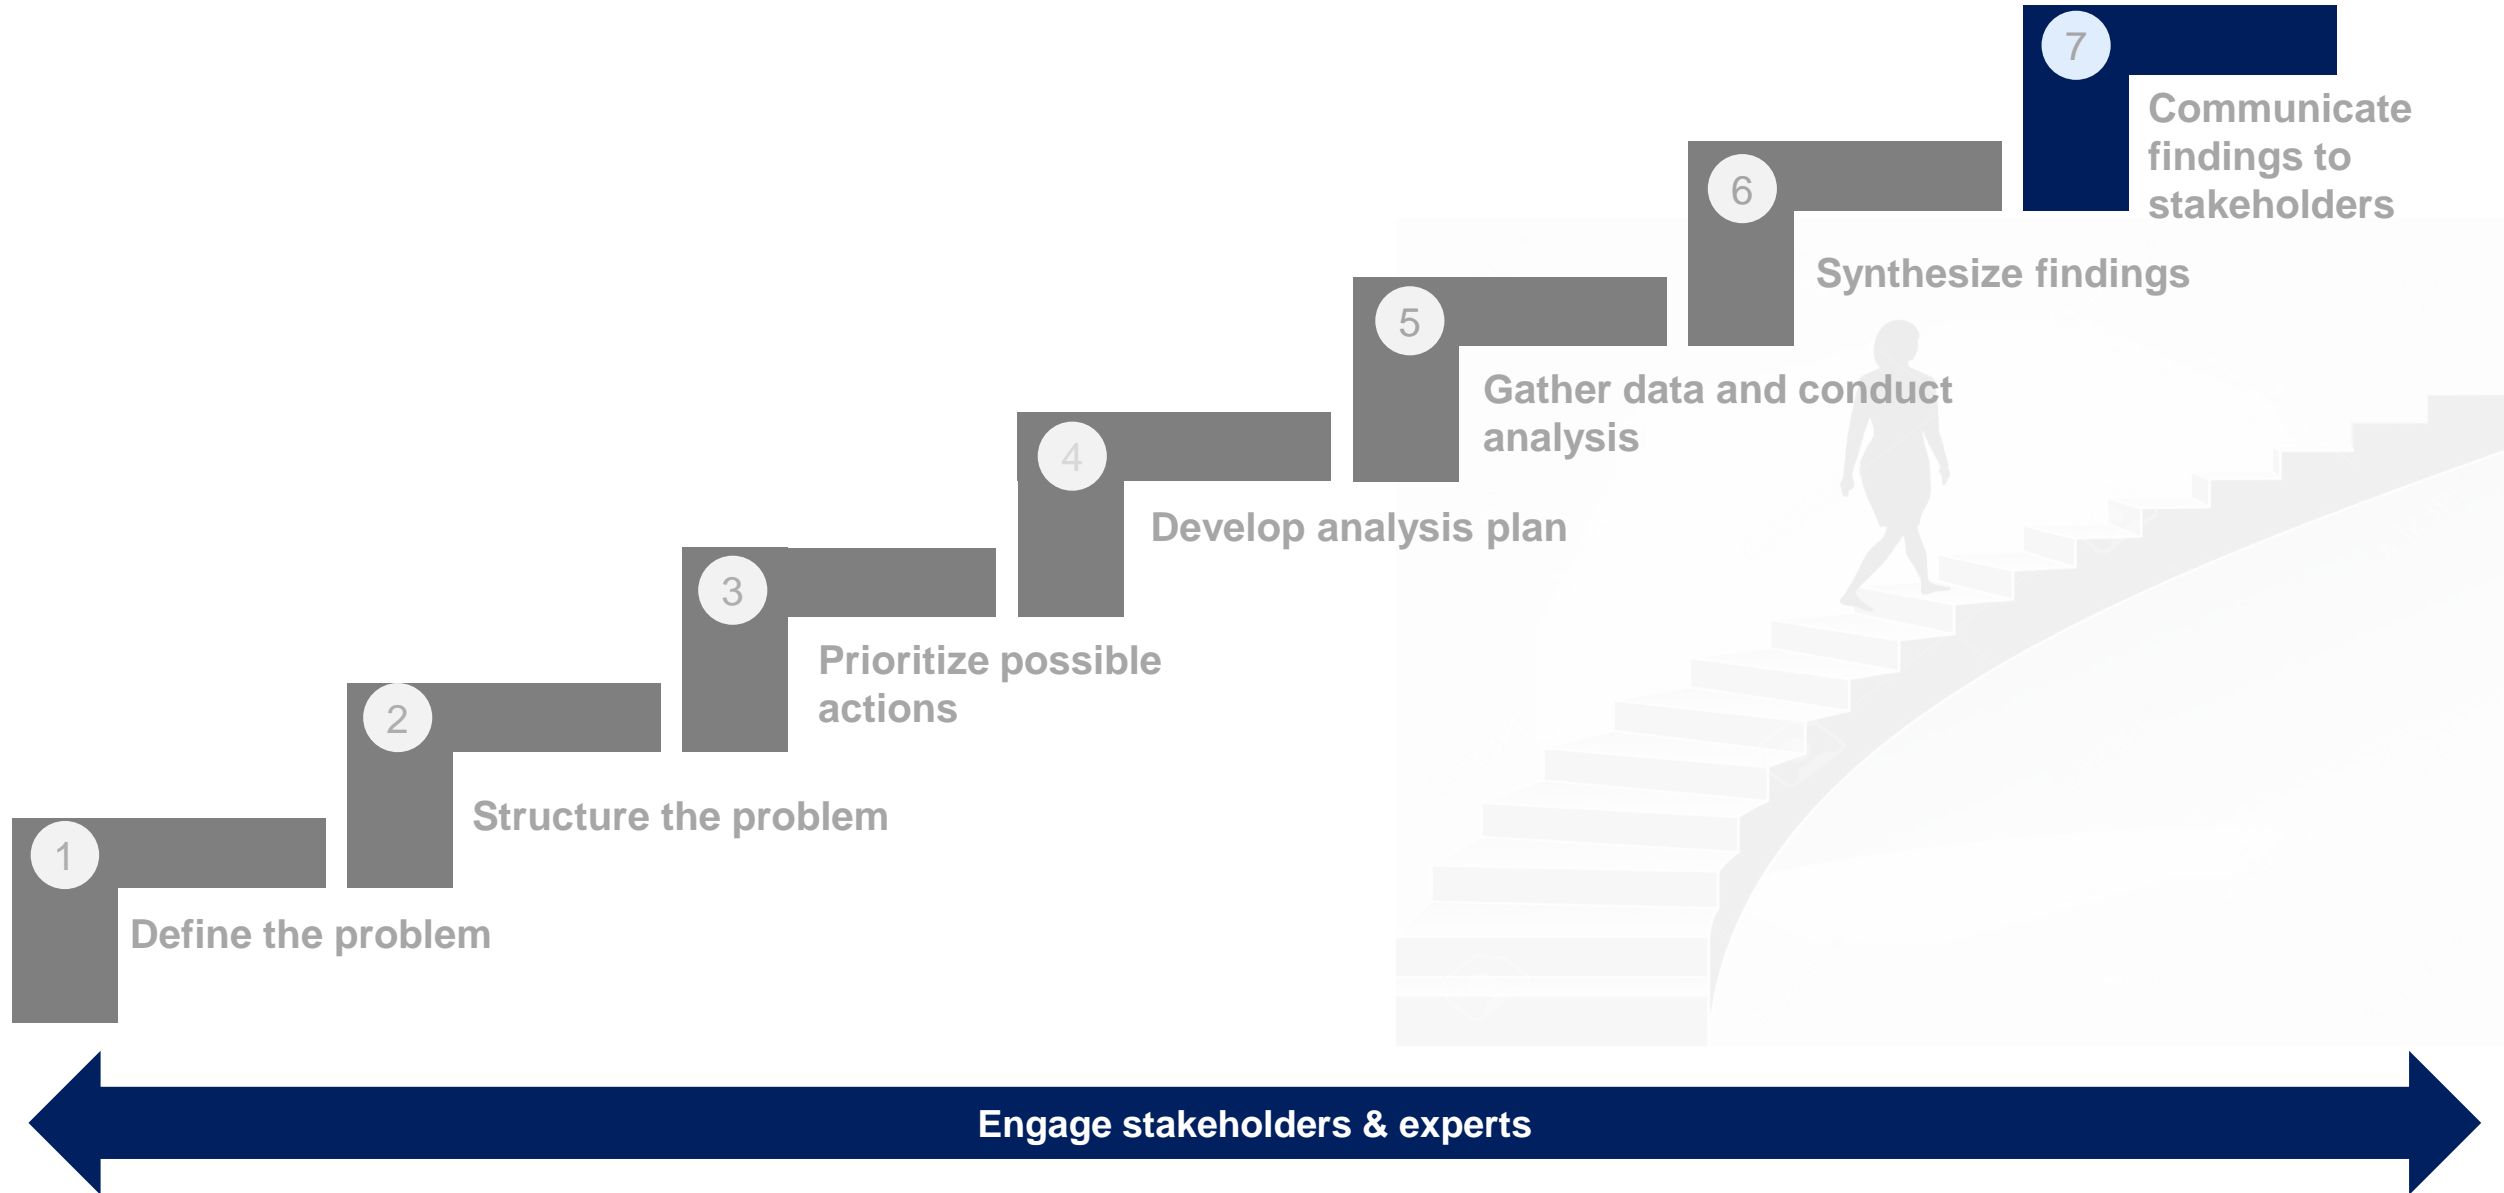 1
Define the problem
2
Structure the problem
3
Prioritize possible
actions
4
Develop analysis plan
5
Gather data and conduct
analysis
6
Synthesize findings
7
Communicate
findings to
stakeholders
Engage stakeholders & experts